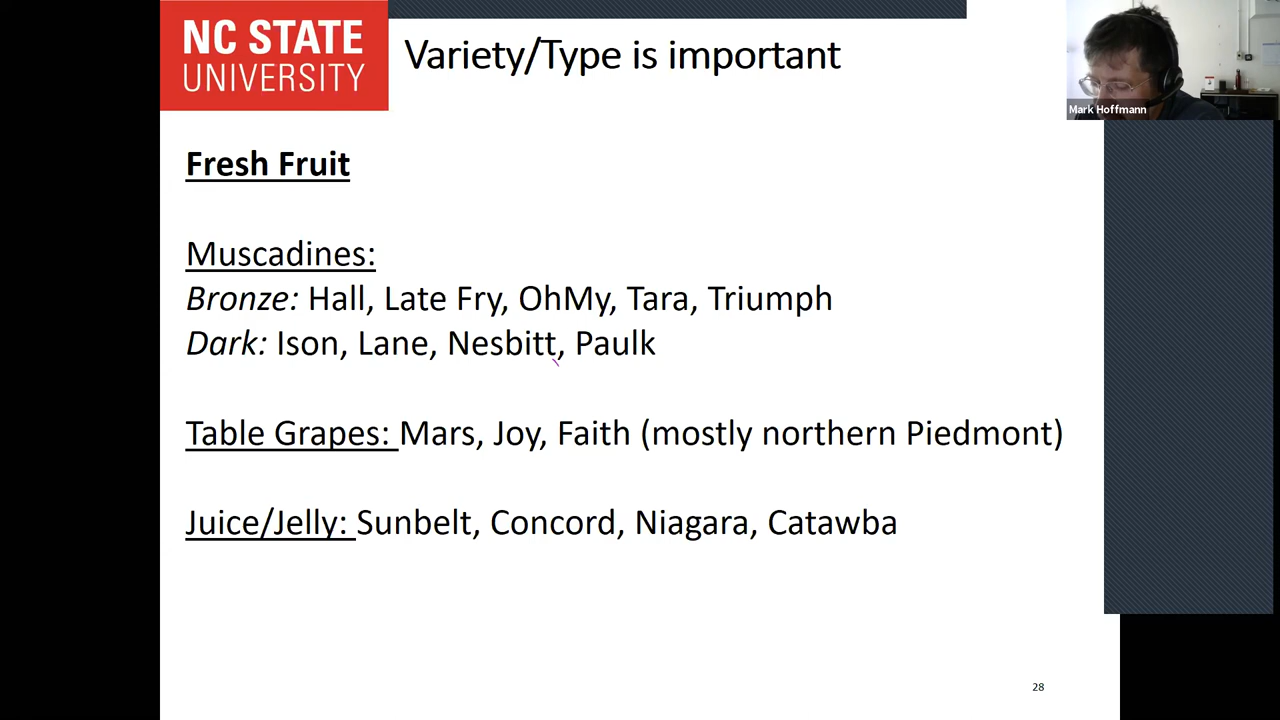 NC STATE
UNIVERSITY
Variety/Type is important
Mark Hoffmann
Fresh Fruit
Muscadines:
Bronze: Hall, Late Fry, OhMy, Tara, Triumph
Dark: Ison, Lane, Nesbitt, Paulk
Table Grapes: Mars, Joy, Faith (mostly northern Piedmont)
Juice/Jelly: Sunbelt, Concord, Niagara, Catawba
28